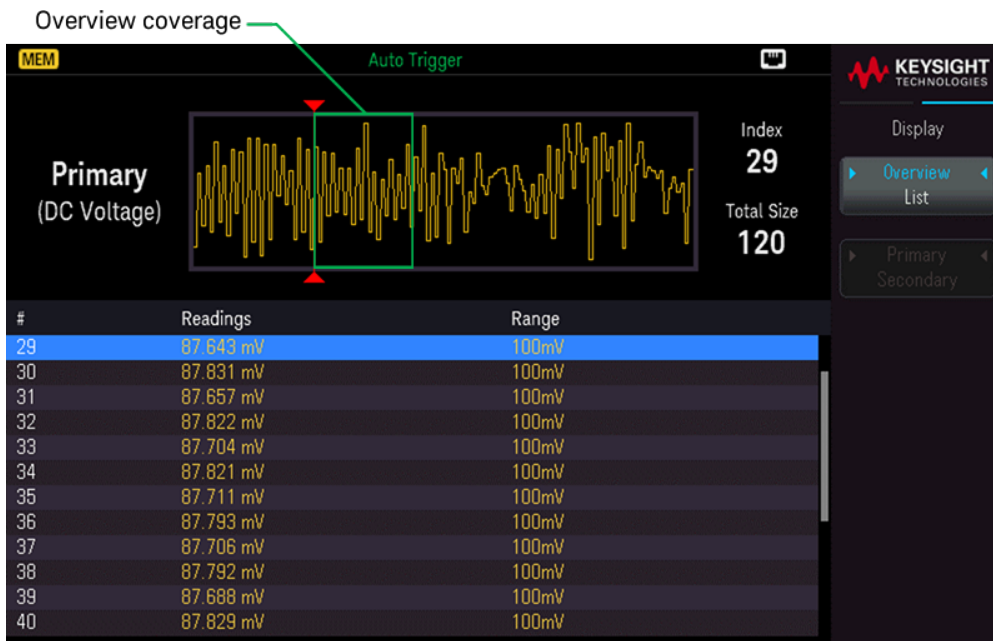 Overview coverage
MEM
Auto Trigger
KEYSIGHT
TECHNOLOGIES
Primary
(DC Voltage)
Index
29
Total Size
120
Display
Overview
List
Primary
Secondary
# Readings Range
29 87.643 mV 100mV
30 87.831 mV 100mV
31 87.657 mV 100mV
32 87.822 mV 100mV
33 87.704 mV 100mV
34 87.821 mV 100mV
35 87.711 mV 100mV
36 87.793 mV 100mV
37 87.706 mV 100mV
38 87.792 mV 100mV
39 87.688 mV 100mV
40 87.829 mV 100mV